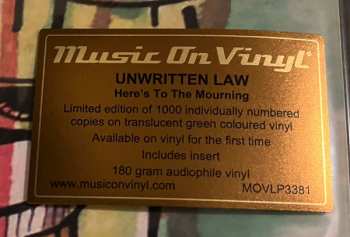 Music On Vinyl®
UNWRITTEN LAW
Here's To The Mourning
Limited edition of 1000 individually numbered
copies on translucent green coloured vinyl
Available on vinyl for the first time
Includes insert
180 gram audiophile vinyl
www.musiconvinyl.com MOVLP3381